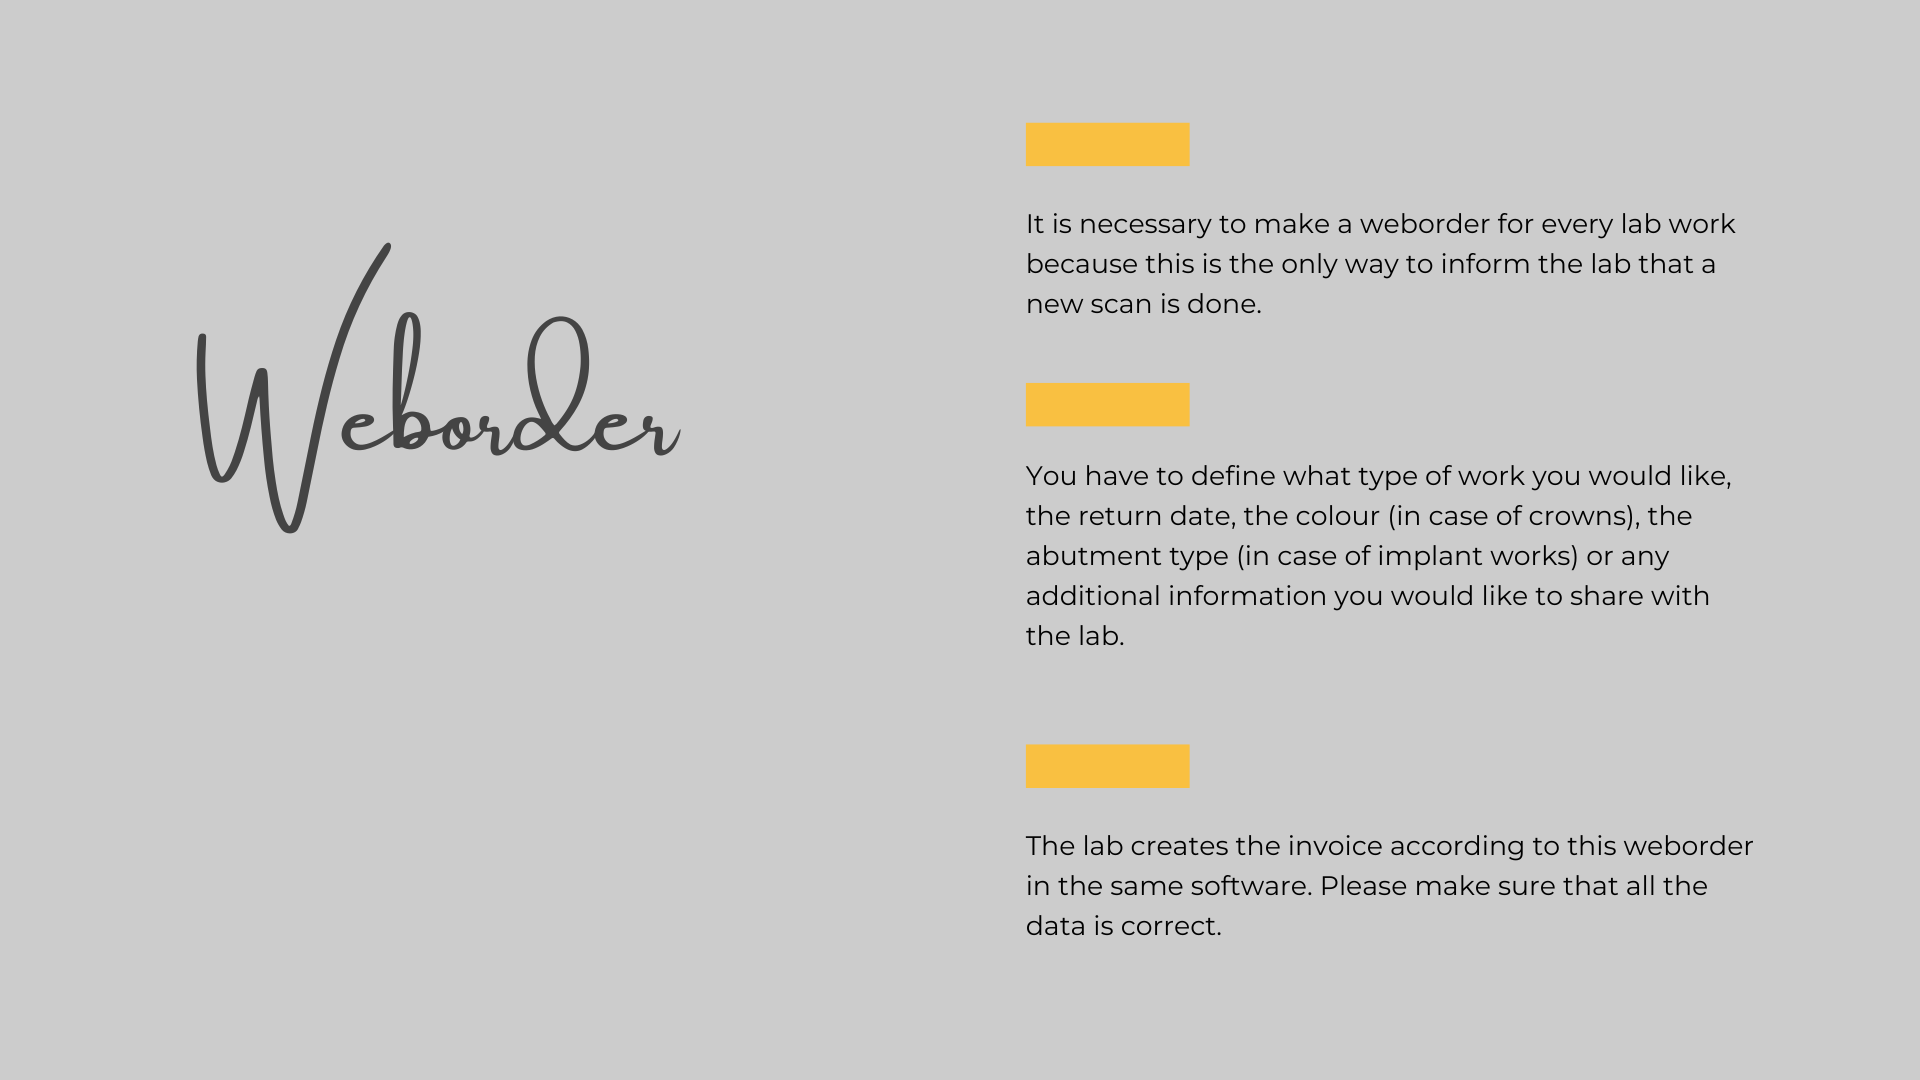 Weborder
It is necessary to make a weborder for every lab work
because this is the only way to inform the lab that a
new scan is done.
You have to define what type of work you would like,
the return date, the colour (in case of crowns), the
abutment type (in case of implant works) or any
additional information you would like to share with
the lab.
The lab creates the invoice according to this weborder
in the same software. Please make sure that all the
data is correct.